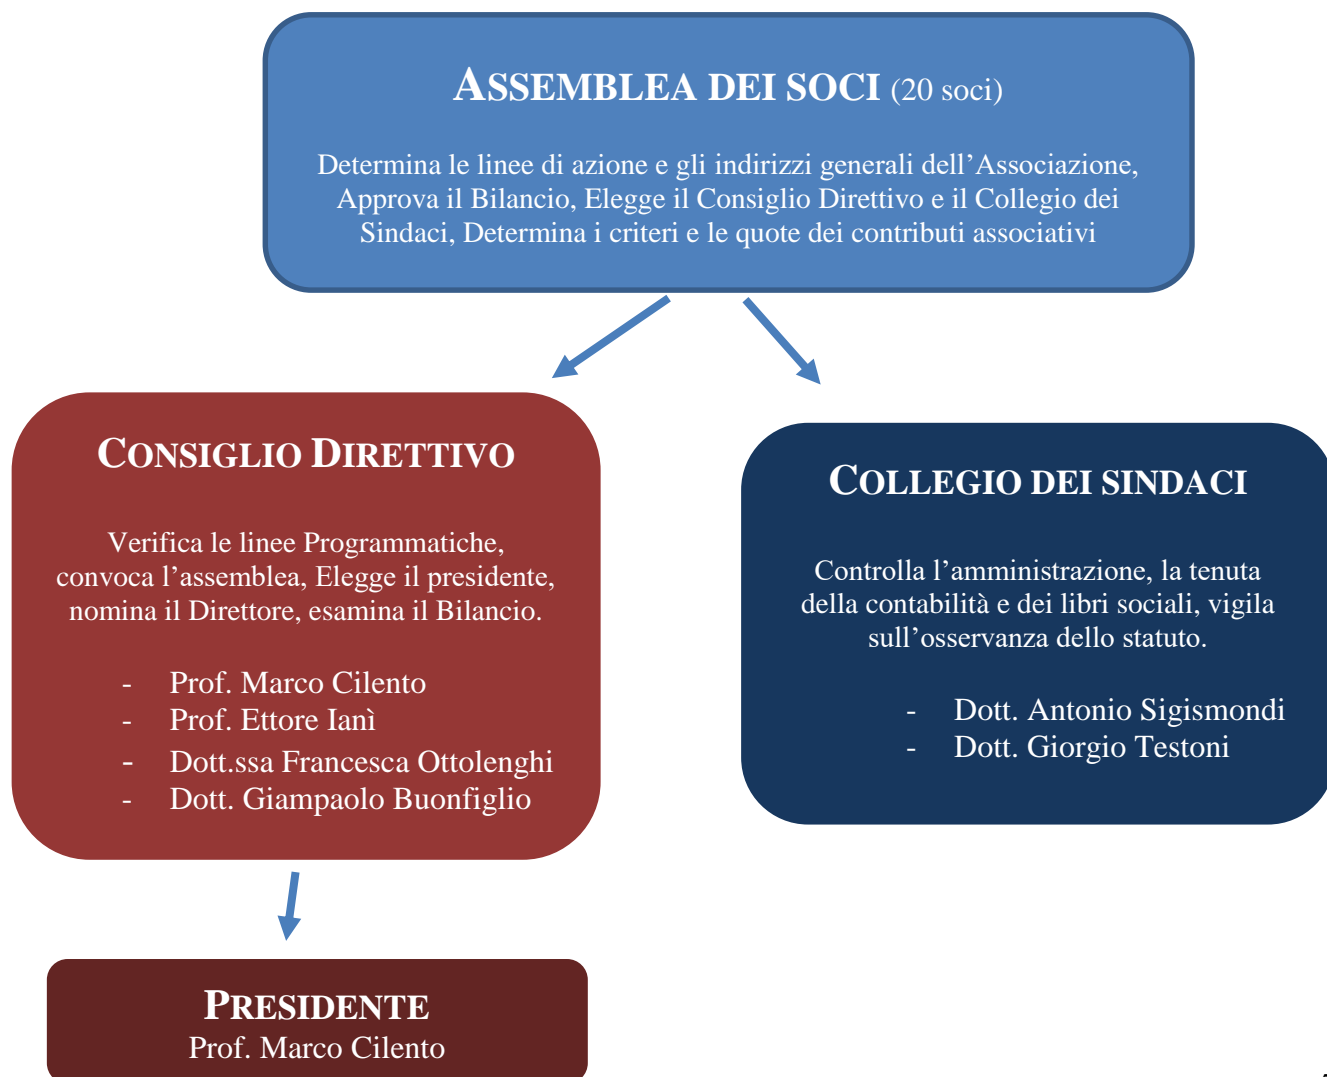 ASSEMBLEA DEI SOCI (20 soci)
Determina le linee di azione e gli indirizzi generali dell’Associazione,
Approva il Bilancio, Elegge il Consiglio Direttivo e il Collegio dei
Sindaci, Determina i criteri e le quote dei contributi associativi
CONSIGLIO DIRETTIVO
Verifica le linee Programmatiche,
convoca l’assemblea, Elegge il presidente,
nomina il Direttore, esamina il Bilancio.
- Prof. Marco Cilento
- Prof. Ettore Ianì
- Dott.ssa Francesca Ottolenghi
- Dott. Giampaolo Buonfiglio
COLLEGIO DEI SINDACI
Controlla l’amministrazione, la tenuta
della contabilità e dei libri sociali, vigila
sull’osservanza dello statuto.
- Dott. Antonio Sigismondi
- Dott. Giorgio Testoni
PRESIDENTE
Prof. Marco Cilento